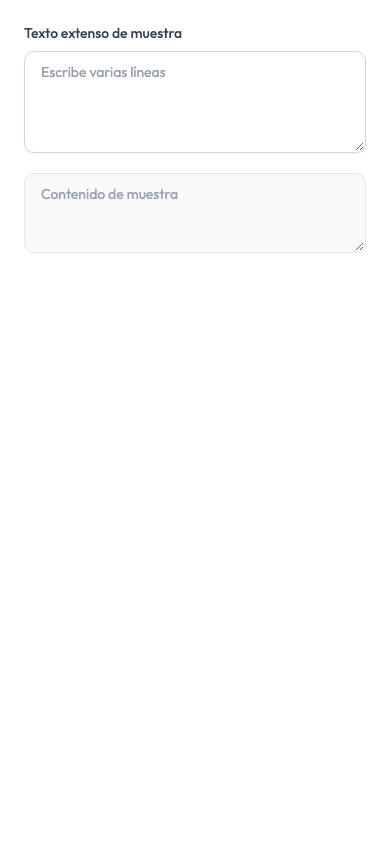 Texto extenso de muestra
Escribe varias líneas
Contenido de muestra